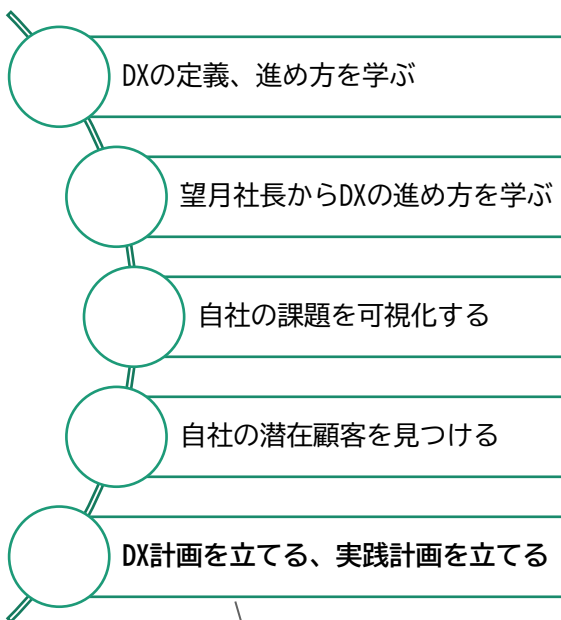 DXの定義、進め方を学ぶ
望月社長からDXの進め方を学ぶ
自社の課題を可視化する
自社の潜在顧客を見つける
DX計画を立てる、実践計画を立てる